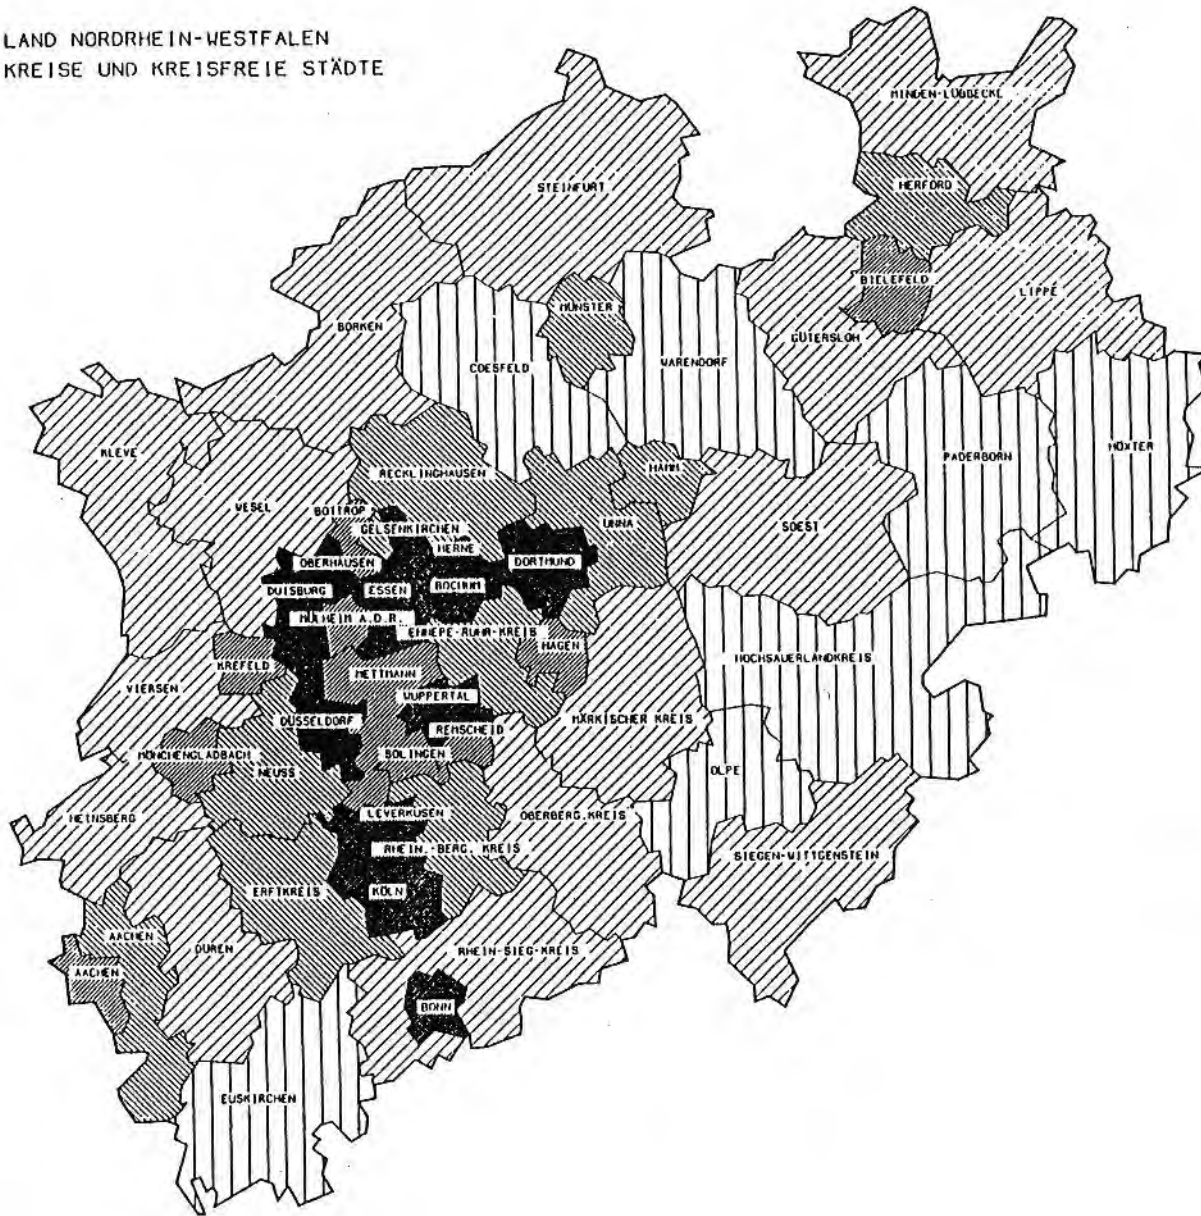 LAND NORDRHEIN-WESTFALEN
KREISE UND KREISFREIE STÄDTE
MINDEN-LÜBBECKE
STEINFURT
HERFORD
BIELEFELD
LIPPE
MÜNSTER
BORKEN
GÜTERSLOH
WARENDORF
COESFELD
HÖXTER
KLEVE
PADERBORN
RECKLINGHAUSEN
HAMM
WESEL
BOTTROP
GELSENKIRCHEN
UNNA
SOEST
HERNE
OBERHAUSEN
DORTMUND
DUISBURG
ESSEN
BOCHUM
MÜLHEIM A.D.R.
ENNEPE-RUHR-KREIS
HAGEN
HOCHSAUERLANDKREIS
KREFELD
METTMANN
VIERSEN
WUPPERTAL
DÜSSELDORF
MÄRKISCHER KREIS
REMSCHEID
MÖNCHENGLADBACH
SOLINGEN
NEUSS
OLPE
HEINSBERG
LEVERKUSEN
OBERBERG.KREIS
RHEIN.-BERG. KREIS
SIEGEN-WITTGENSTEIN
ERFTKREIS
KÖLN
AACHEN
DÜREN
RHEIN-SIEG-KREIS
AACHEN
BONN
EUSKIRCHEN